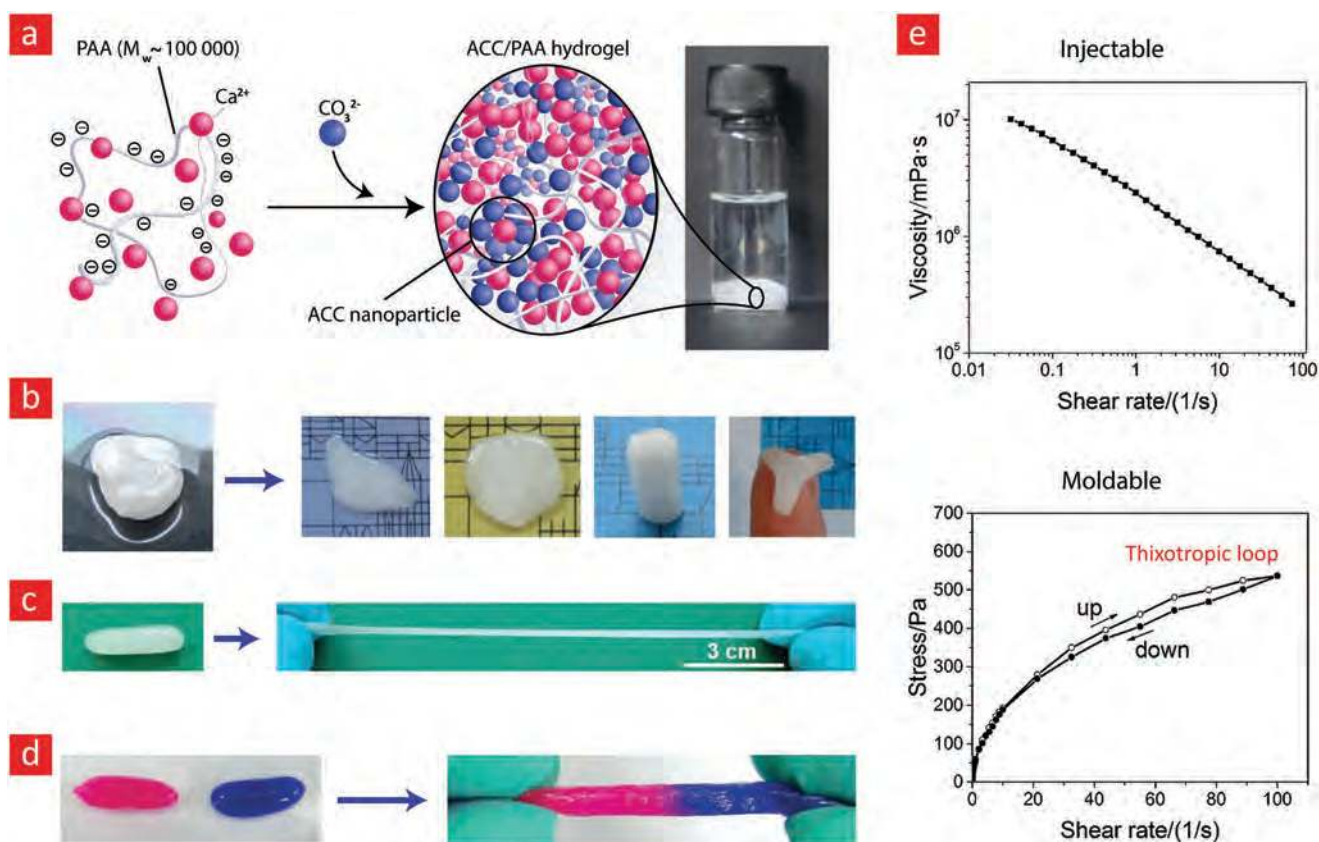 a
PAA (Mw~ 100 000)
Ca²⁺
CO₃²⁻
ACC/PAA hydrogel
ACC nanoparticle
b
c
3 cm
d
e
Injectable
Viscosity/mPa·s
10⁷
10⁶
10⁵
0.01 0.1 1 10 100
Shear rate/(1/s)
Moldable
Stress/Pa
700
600
500
400
300
200
100
0
Thixotropic loop
up
down
0 20 40 60 80 100
Shear rate/(1/s)